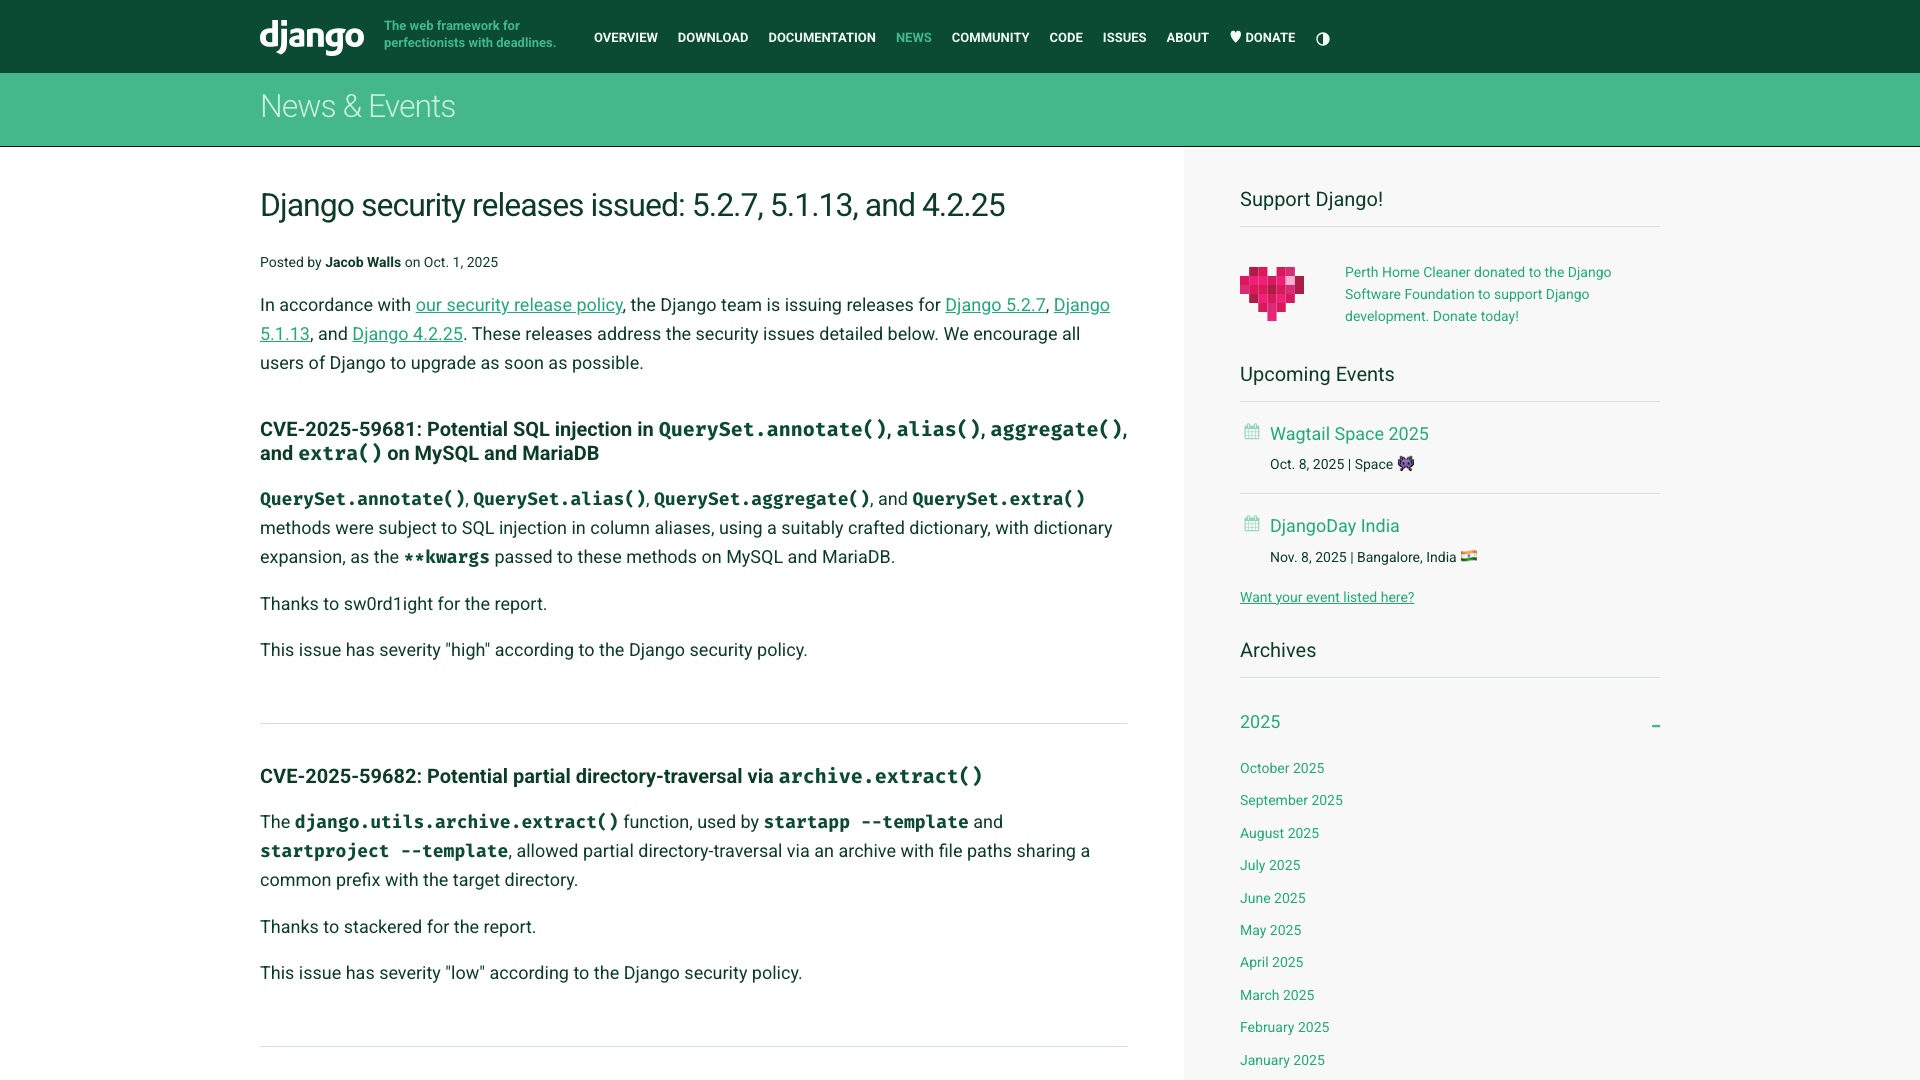 django
The web framework for
perfectionists with deadlines.
OVERVIEW DOWNLOAD DOCUMENTATION NEWS COMMUNITY CODE ISSUES ABOUT ♥ DONATE
News & Events
Django security releases issued: 5.2.7, 5.1.13, and 4.2.25
Posted by Jacob Walls on Oct. 1, 2025
In accordance with our security release policy, the Django team is issuing releases for Django 5.2.7, Django
5.1.13, and Django 4.2.25. These releases address the security issues detailed below. We encourage all
users of Django to upgrade as soon as possible.
CVE-2025-59681: Potential SQL injection in QuerySet.annotate(), alias(), aggregate(),
and extra() on MySQL and MariaDB
QuerySet.annotate(), QuerySet.alias(), QuerySet.aggregate(), and QuerySet.extra()
methods were subject to SQL injection in column aliases, using a suitably crafted dictionary, with dictionary
expansion, as the **kwargs passed to these methods on MySQL and MariaDB.
Thanks to sw0rd1ight for the report.
This issue has severity "high" according to the Django security policy.
CVE-2025-59682: Potential partial directory-traversal via archive.extract()
The django.utils.archive.extract() function, used by startapp --template and
startproject --template, allowed partial directory-traversal via an archive with file paths sharing a
common prefix with the target directory.
Thanks to stackered for the report.
This issue has severity "low" according to the Django security policy.
Support Django!
Perth Home Cleaner donated to the Django
Software Foundation to support Django
development. Donate today!
Upcoming Events
Wagtail Space 2025
Oct. 8, 2025 | Space 👾
DjangoDay India
Nov. 8, 2025 | Bangalore, India 🇮🇳
Want your event listed here?
Archives
2025 –
October 2025
September 2025
August 2025
July 2025
June 2025
May 2025
April 2025
March 2025
February 2025
January 2025